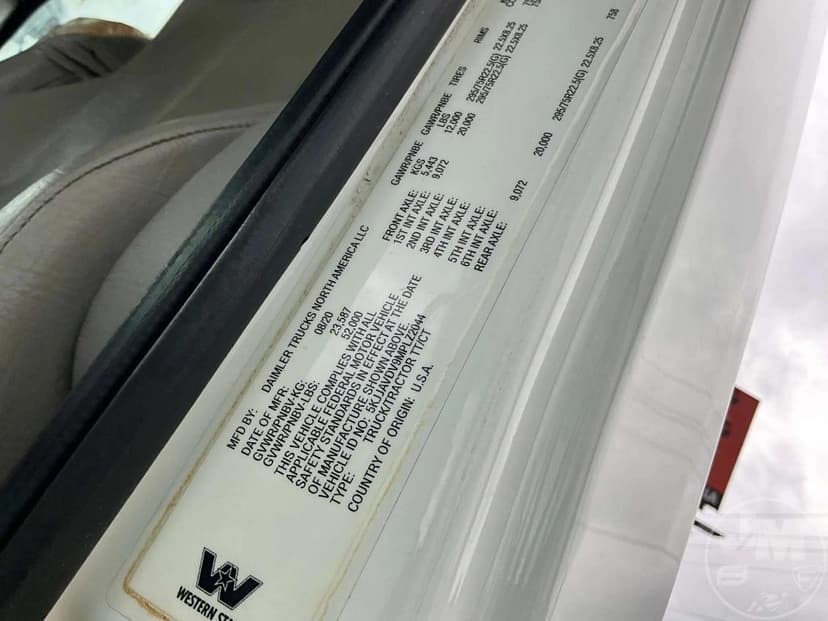 MFD BY: DAIMLER TRUCKS NORTH AMERICA LLC
DATE OF MFR: 08/20
GVWR/PNBV-KG: 23,587
GVWR/PNBV-LBS: 52,000
THIS VEHICLE COMPLIES WITH ALL
APPLICABLE FEDERAL MOTOR VEHICLE
SAFETY STANDARDS IN EFFECT AT THE DATE
OF MANUFACTURE SHOWN ABOVE.
VEHICLE ID NO: 5KJJAVDV9MPLZ2044
TYPE: TRUCK/TRACTOR TT/CT
COUNTRY OF ORIGIN: U.S.A.
GAWR/PNBE GAWR/PNBE TIRES RIMS
KGS LBS
FRONT AXLE: 5,443 12,000 295/75R22.5(G) 22.5X8.25
1ST INT AXLE: 9,072 20,000 295/75R22.5(G) 22.5X8.25
2ND INT AXLE:
3RD INT AXLE:
4TH INT AXLE:
5TH INT AXLE:
6TH INT AXLE:
REAR AXLE: 9,072 20,000 295/75R22.5(G) 22.5X8.25 758
WESTERN